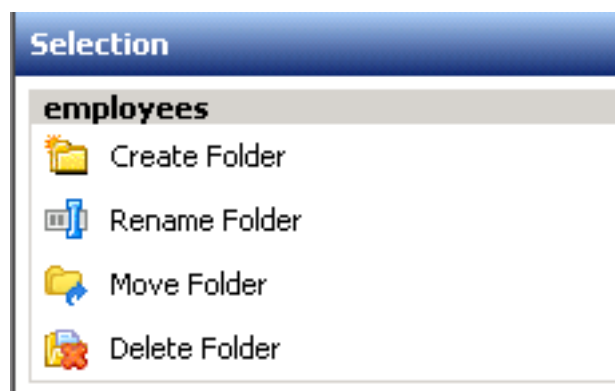 Selection
employees
Create Folder
Rename Folder
Move Folder
Delete Folder